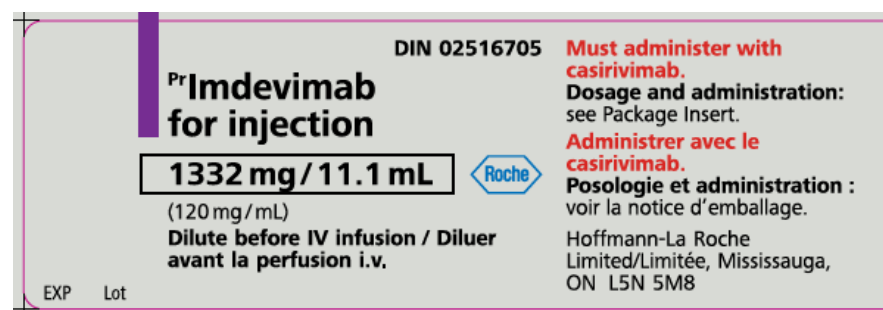 DIN 02516705
PrImdevimab
for injection
1332 mg/11.1 mL
Roche
(120 mg/mL)
Dilute before IV infusion / Diluer
avant la perfusion i.v.
EXP Lot
Must administer with
casirivimab.
Dosage and administration:
see Package Insert.
Administrer avec le
casirivimab.
Posologie et administration :
voir la notice d’emballage.
Hoffmann-La Roche
Limited/Limitée, Mississauga,
ON L5N 5M8